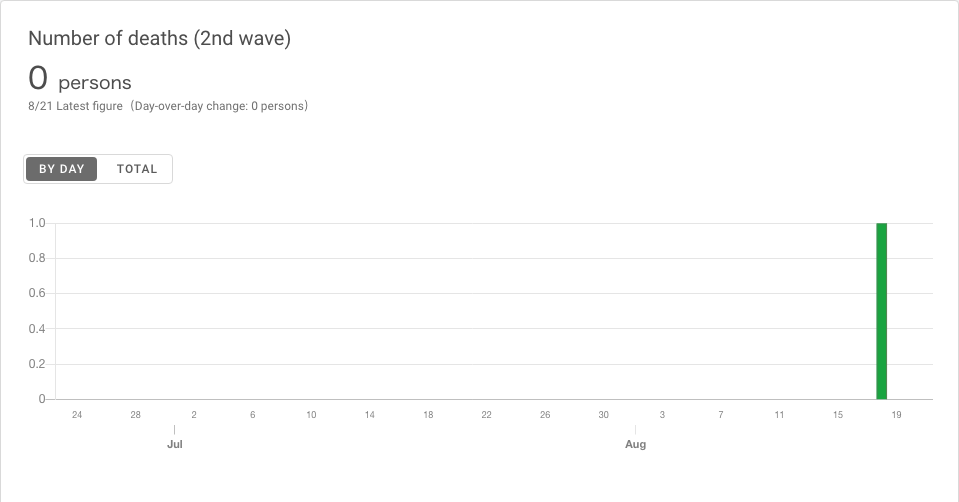 Number of deaths (2nd wave)
0 persons
8/21 Latest figure（Day-over-day change: 0 persons）
BY DAY TOTAL
1.0
0.8
0.6
0.4
0.2
0
24 28 2 6 10 14 18 22 26 30 3 7 11 15 19
Jul Aug